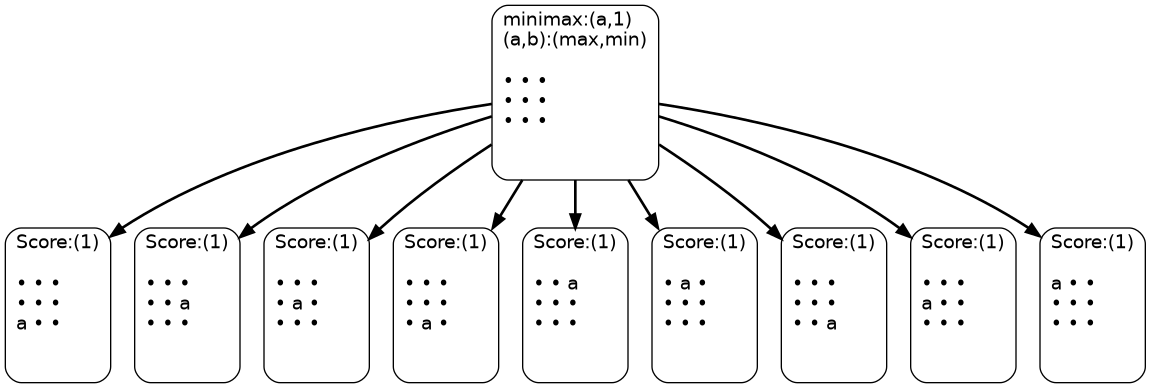 minimax:(a,1)
(a,b):(max,min)
• • •
• • •
• • •
Score:(1)
• • •
• • •
a • •
Score:(1)
• • •
• • a
• • •
Score:(1)
• • •
• a •
• • •
Score:(1)
• • •
• • •
• a •
Score:(1)
• • a
• • •
• • •
Score:(1)
• a •
• • •
• • •
Score:(1)
• • •
• • •
• • a
Score:(1)
• • •
a • •
• • •
Score:(1)
a • •
• • •
• • •